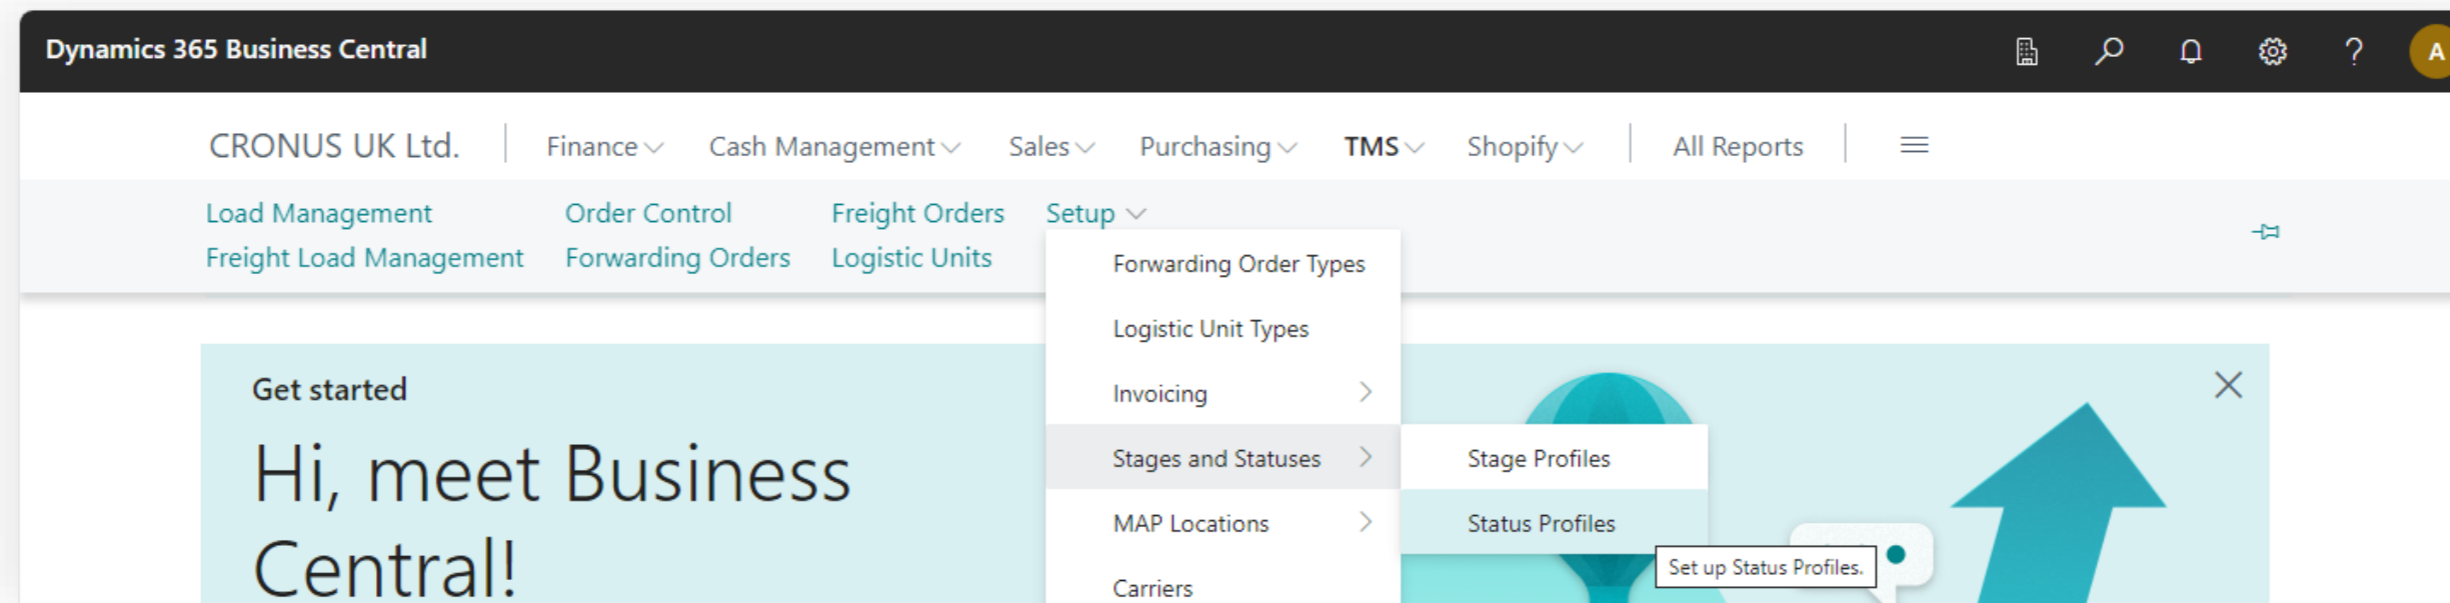 Dynamics 365 Business Central
A
CRONUS UK Ltd.
Finance
Cash Management
Sales
Purchasing
TMS
Shopify
All Reports
Load Management
Order Control
Freight Orders
Setup
Freight Load Management
Forwarding Orders
Logistic Units
Forwarding Order Types
Logistic Unit Types
Invoicing
Stages and Statuses
MAP Locations
Carriers
Stage Profiles
Status Profiles
Set up Status Profiles.
Get started
Hi, meet Business
Central!